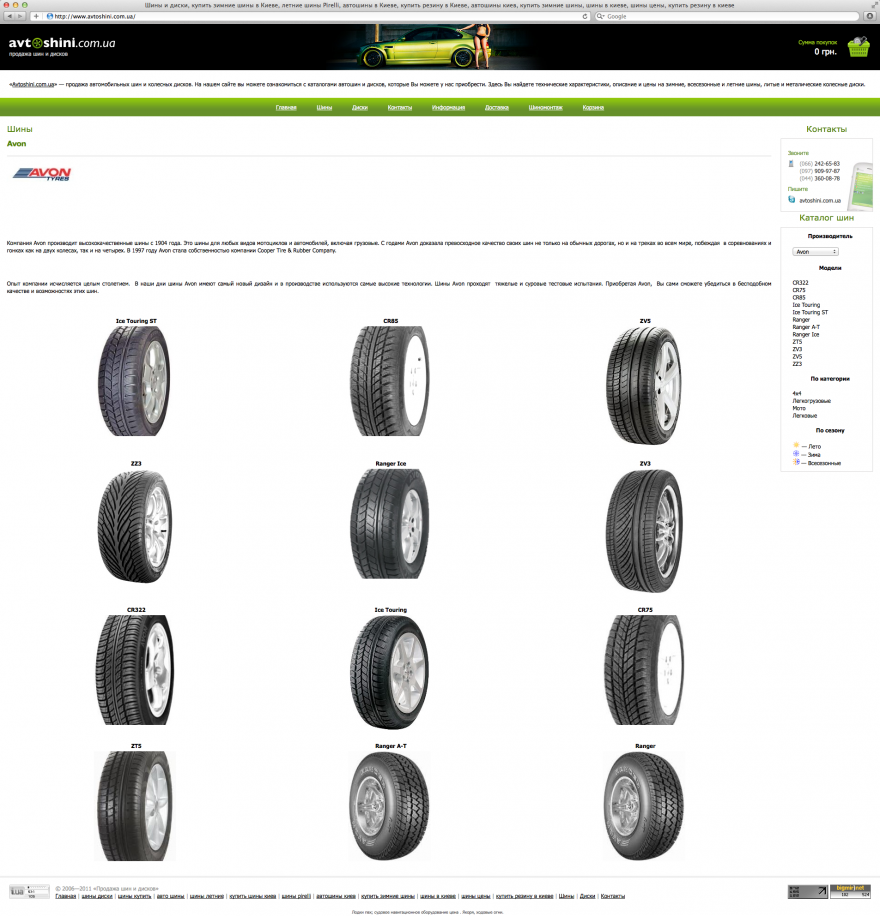 Шины и диски, купить зимние шины в Киеве, летние шины Pirelli, автошины в Киеве, купить резину в Киеве, автошины киев, купить зимние шины, шины в киеве, шины цены, купить резину в киеве
http://www.avtoshini.com.ua/
Google
avtoshini.com.ua
продажа шин и дисков
Сумма покупок
0 грн.
«Avtoshini.com.ua» — продажа автомобильных шин и колесных дисков. На нашем сайте вы можете ознакомиться с каталогами автошин и дисков, которые Вы можете у нас приобрести. Здесь Вы найдете технические характеристики, описание и цены на зимние, всесезонные и летние шины, литые и металические колесные диски.
Главная Шины Диски Контакты Информация Доставка Шиномонтаж Корзина
Шины
Avon
AVON
TYRES
Компания Avon производит высококачественные шины с 1904 года. Это шины для любых видов мотоциклов и автомобилей, включая грузовые. С годами Avon доказала превосходное качество своих шин не только на обычных дорогах, но и на треках во всем мире, побеждая в соревнованиях и
гонках как на двух колесах, так и на четырех. В 1997 году Avon стала собственностью компании Cooper Tire & Rubber Company.
Опыт компании исчисляется целым столетием. В наши дни шины Avon имеют самый новый дизайн и в производстве используются самые высокие технологии. Шины Avon проходят тяжелые и суровые тестовые испытания. Приобретая Avon, Вы сами сможете убедиться в бесподобном
качестве и возможностях этих шин.
Ice Touring ST CR85 ZV5
ZZ3 Ranger Ice ZV3
CR322 Ice Touring CR75
ZT5 Ranger A-T Ranger
Контакты
Звоните
(066) 242-65-83
(097) 909-97-87
(044) 360-08-78
Пишите
avtoshini.com.ua
Каталог шин
Производитель
Avon
Модели
CR322
CR75
CR85
Ice Touring
Ice Touring ST
Ranger
Ranger A-T
Ranger Ice
ZT5
ZV3
ZV5
ZZ3
По категории
4x4
Легкогрузовые
Мото
Легковые
По сезону
— Лето
— Зима
— Всесезонные
© 2006—2011 «Продажа шин и дисков»
Главная | шины диски | шины купить | авто шины | шины летние | купить шины киев | шины pirelli | автошины киев | купить зимние шины | шины в киеве | шины цены | купить резину в киеве | Шины | Диски | Контакты
bigmir)net